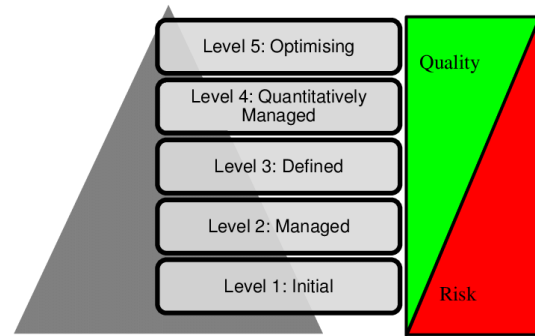 Level 5: Optimising
Quality
Level 4: Quantitatively
Managed
Level 3: Defined
Level 2: Managed
Level 1: Initial
Risk